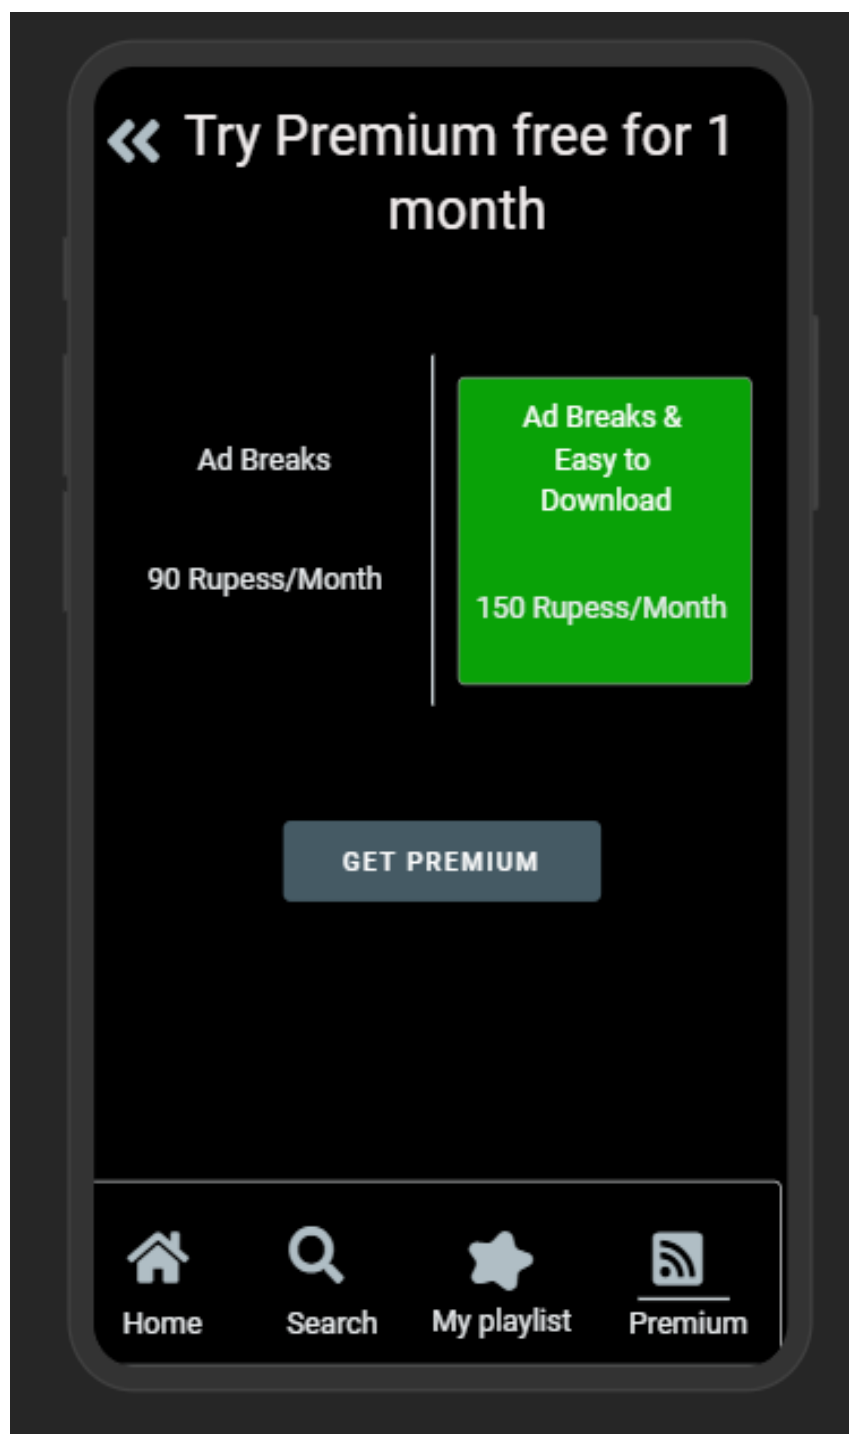 Try Premium free for 1
month
Ad Breaks
90 Rupess/Month
Ad Breaks &
Easy to
Download
150 Rupess/Month
GET PREMIUM
Home
Search
My playlist
Premium